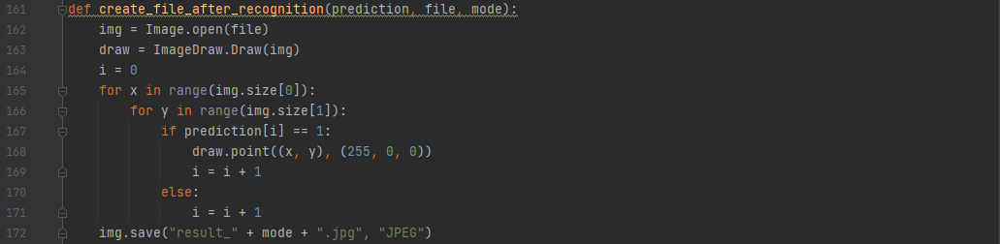 161 def create_file_after_recognition(prediction, file, mode):
162     img = Image.open(file)
163     draw = ImageDraw.Draw(img)
164     i = 0
165     for x in range(img.size[0]):
166         for y in range(img.size[1]):
167             if prediction[i] == 1:
168                 draw.point((x, y), (255, 0, 0))
169                 i = i + 1
170             else:
171                 i = i + 1
172     img.save("result_" + mode + ".jpg", "JPEG")